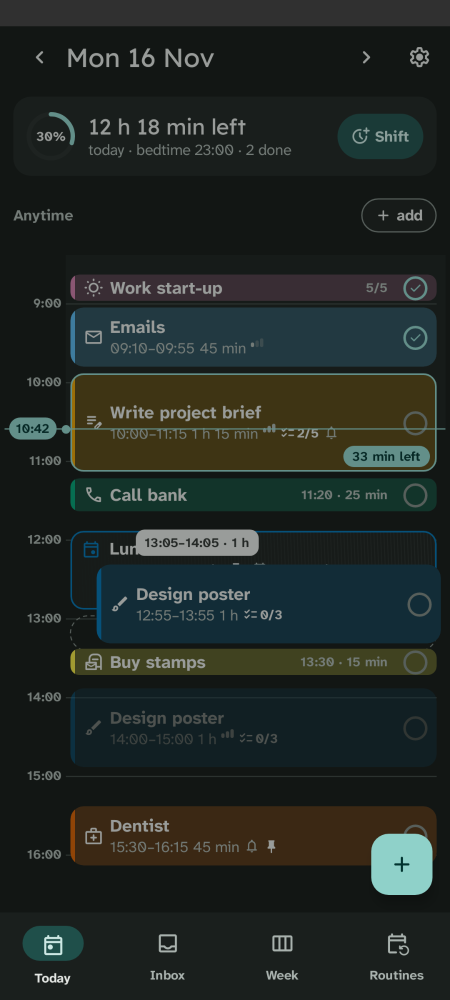 Mon 16 Nov
30%
12 h 18 min left
today · bedtime 23:00 · 2 done
Shift
Anytime
+ add
Work start-up 5/5
9:00
Emails
09:10–09:55 45 min
10:00
Write project brief
10:42
10:00–11:15 1 h 15 min 2/5
33 min left
11:00
Call bank 11:20 · 25 min
12:00
13:05–14:05 · 1 h
Design poster
12:55–13:55 1 h 0/3
13:00
Buy stamps 13:30 · 15 min
14:00
Design poster
14:00–15:00 1 h 0/3
15:00
Dentist
15:30–16:15 45 min
16:00
Today
Inbox
Week
Routines